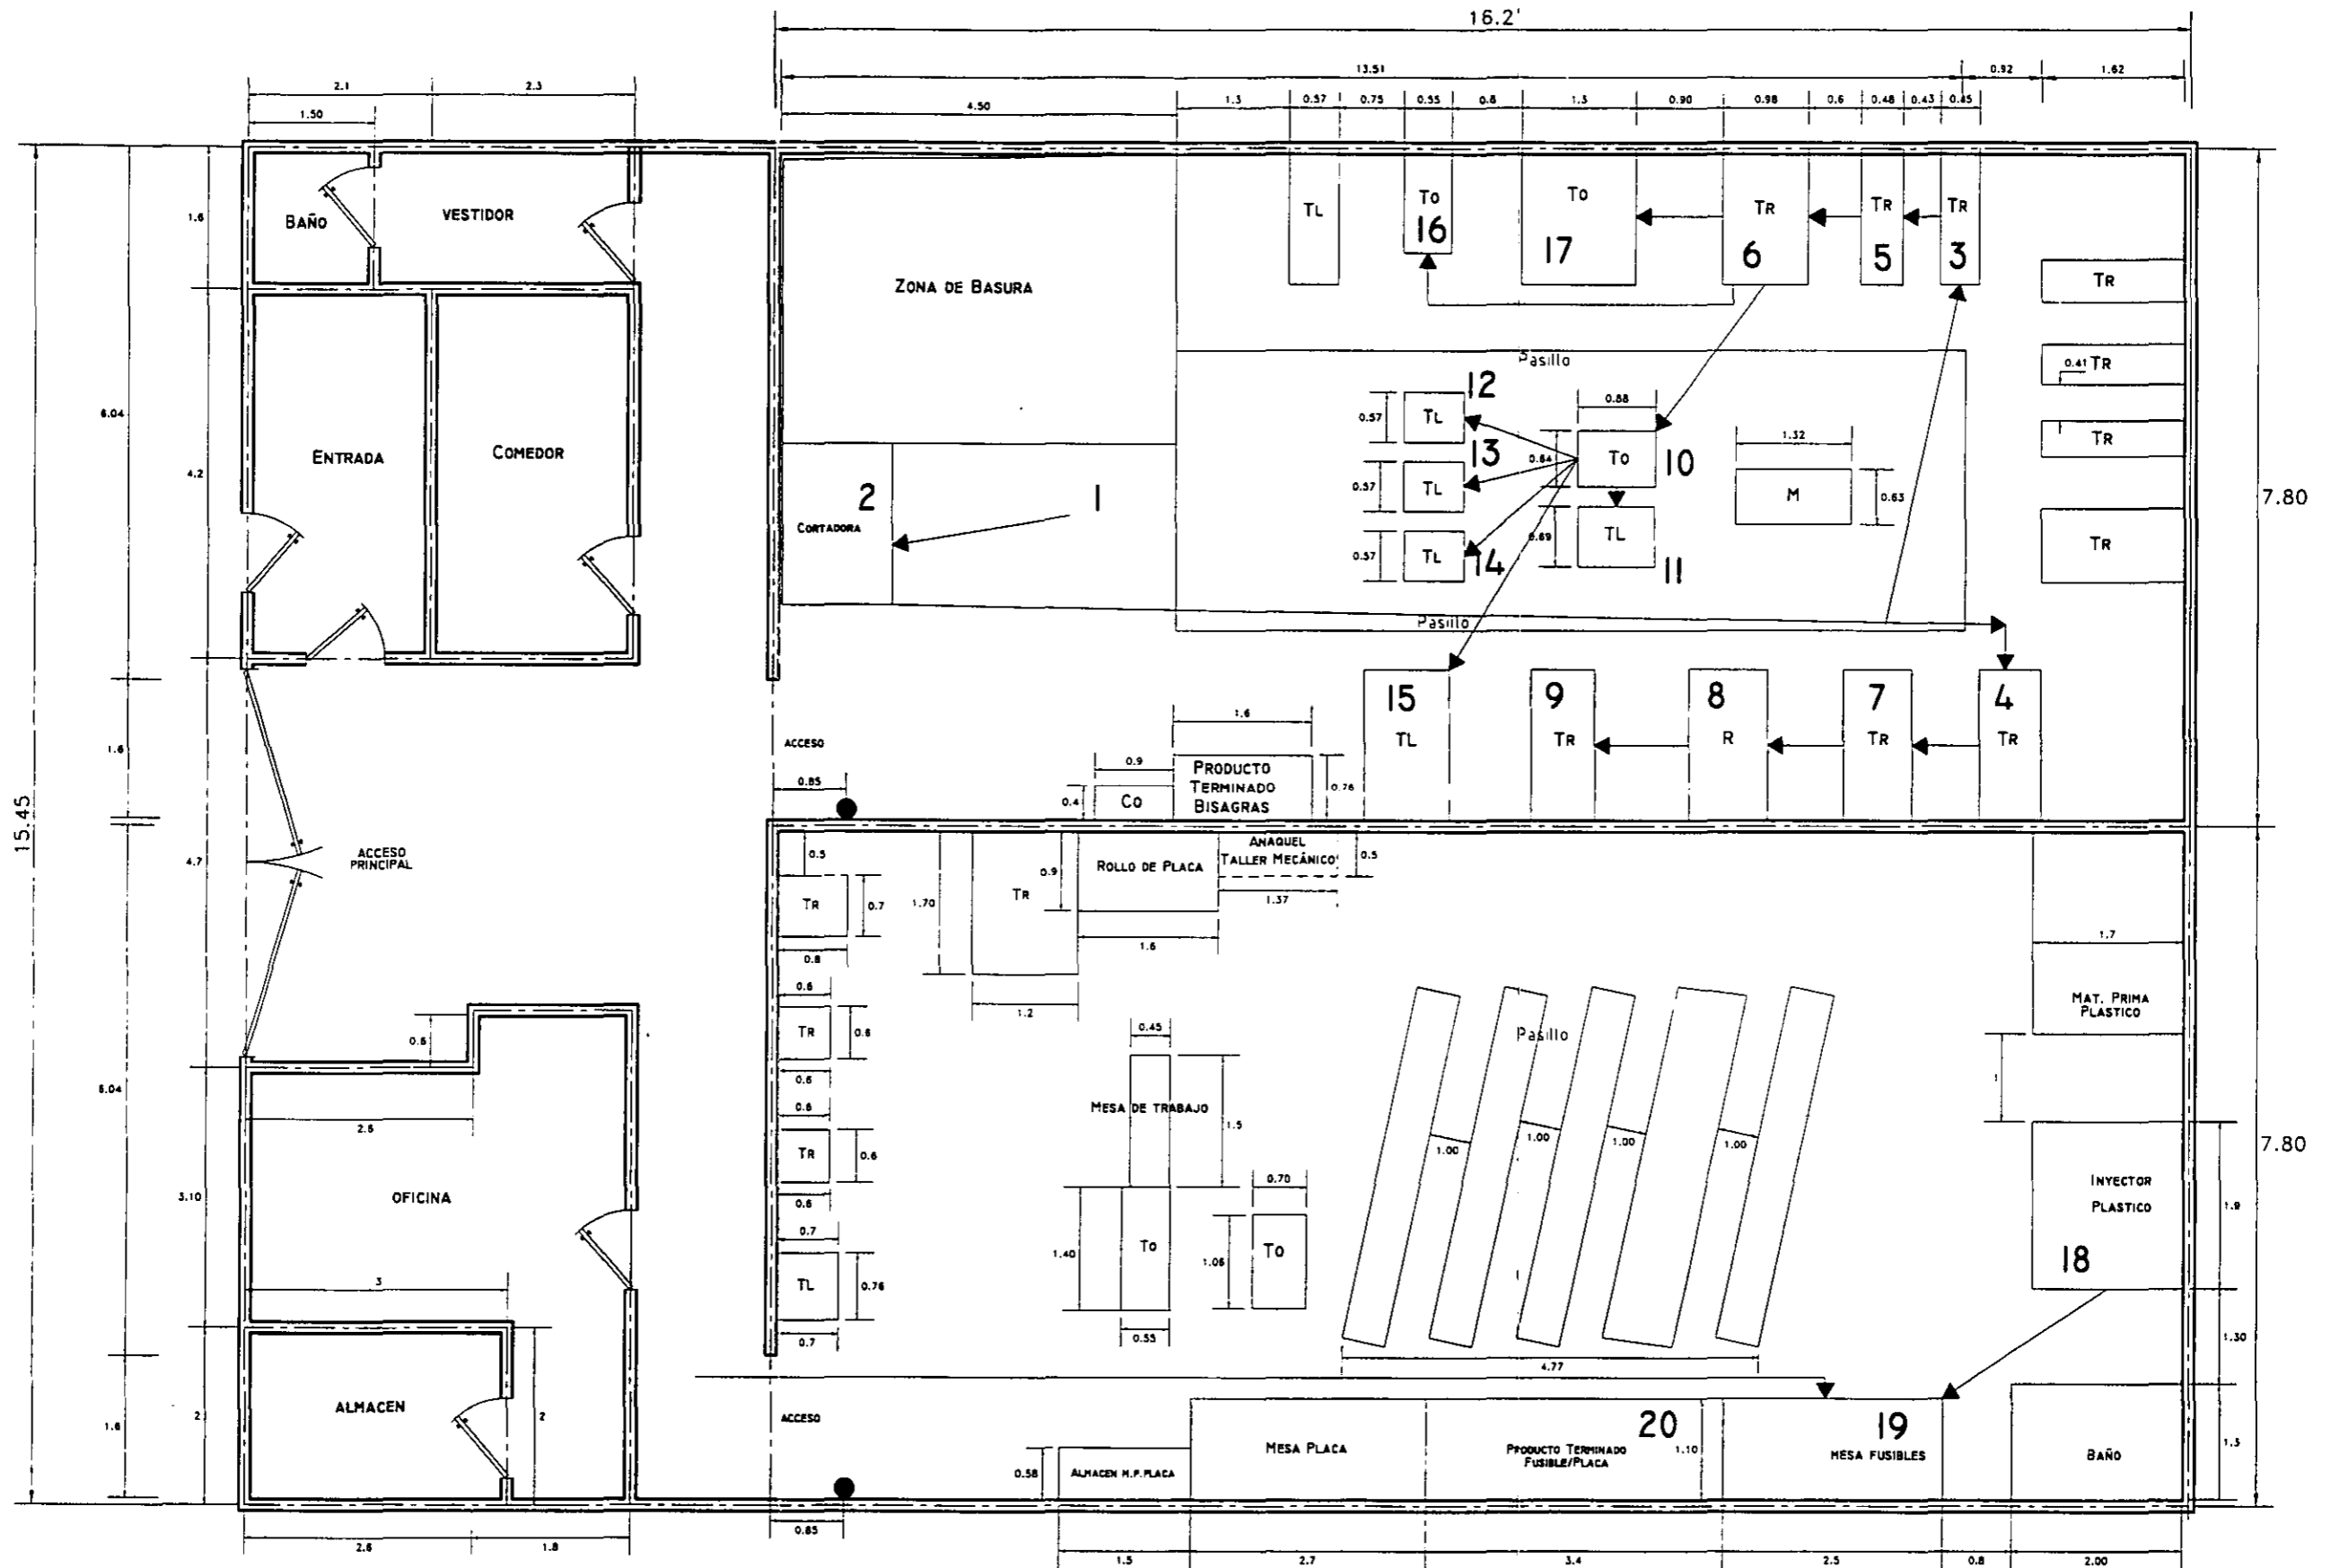 16.2'
13.51
0.92
1.62
2.1
2.3
4.50
1.3
0.57
0.75
0.55
0.8
1.3
0.90
0.98
0.6
0.48
0.43
0.45
1.50
BAÑO
VESTIDOR
1.6
ZONA DE BASURA
TL
TO
16
TO
17
TR
6
TR
5
TR
3
TR
0.41
TR
TR
TR
Pasillo
6.04
4.2
ENTRADA
COMEDOR
2
CORTADORA
1
0.57
TL
12
0.57
TL
13
0.57
TL
14
0.88
0.64
TO
10
0.69
TL
11
1.32
M
0.63
7.80
Pasillo
15
TL
9
TR
8
R
7
TR
4
TR
1.6
ACCESO
0.85
0.9
0.4
CO
1.6
PRODUCTO
TERMINADO
BISAGRAS
0.76
15.45
4.7
ACCESO
PRINCIPAL
0.5
TR
0.7
0.8
1.70
TR
1.2
0.9
ROLLO DE PLACA
1.6
ANAQUEL
TALLER MECÁNICO
0.5
1.37
1.7
MAT. PRIMA
PLASTICO
1
0.6
TR
0.6
0.6
0.6
TR
0.6
0.6
0.7
TL
0.76
0.7
0.45
MESA DE TRABAJO
1.5
1.40
TO
0.55
0.70
1.06
TO
Pasillo
1.00
1.00
1.00
1.00
4.77
7.80
INYECTOR
PLASTICO
18
1.9
1.30
1.3
2.6
OFICINA
3.10
3
ALMACEN
2
2
1.6
ACCESO
0.85
0.58
ALMACEN M.P. PLACA
MESA PLACA
20
PRODUCTO TERMINADO
FUSIBLE/PLACA
1.10
19
MESA FUSIBLES
BAÑO
2.6
1.8
1.5
2.7
3.4
2.5
0.8
2.00